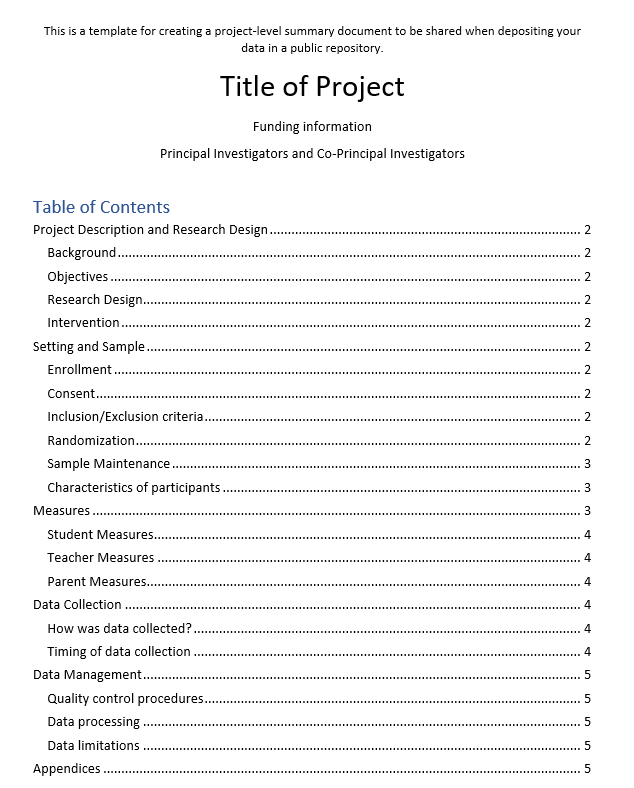 This is a template for creating a project-level summary document to be shared when depositing your
data in a public repository.
Title of Project
Funding information
Principal Investigators and Co-Principal Investigators
Table of Contents
Project Description and Research Design 2
Background 2
Objectives 2
Research Design 2
Intervention 2
Setting and Sample 2
Enrollment 2
Consent 2
Inclusion/Exclusion criteria 2
Randomization 2
Sample Maintenance 3
Characteristics of participants 3
Measures 3
Student Measures 4
Teacher Measures 4
Parent Measures 4
Data Collection 4
How was data collected? 4
Timing of data collection 4
Data Management 5
Quality control procedures 5
Data processing 5
Data limitations 5
Appendices 5